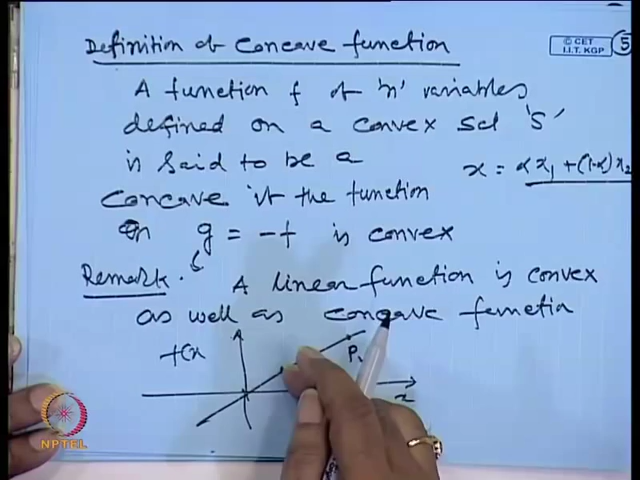 Definition of Concave function
© CET
I.I.T. KGP
5
A function f of 'n' variables
defined on a convex set 'S'
is said to be a
x = αx₁ + (1-α)x₂
concave if the function
g = -f is convex
Remark: A linear function is convex
as well as concave function
f(x
P₁
x
NPTEL